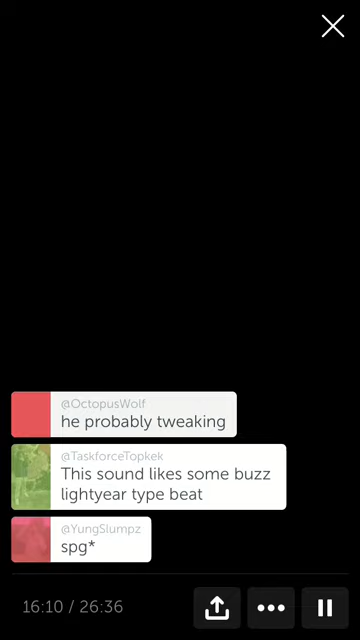 @OctopusWolf
he probably tweaking
@TaskforceTopkek
This sound likes some buzz
lightyear type beat
@YungSlumpz
spg*
16:10 / 26:36